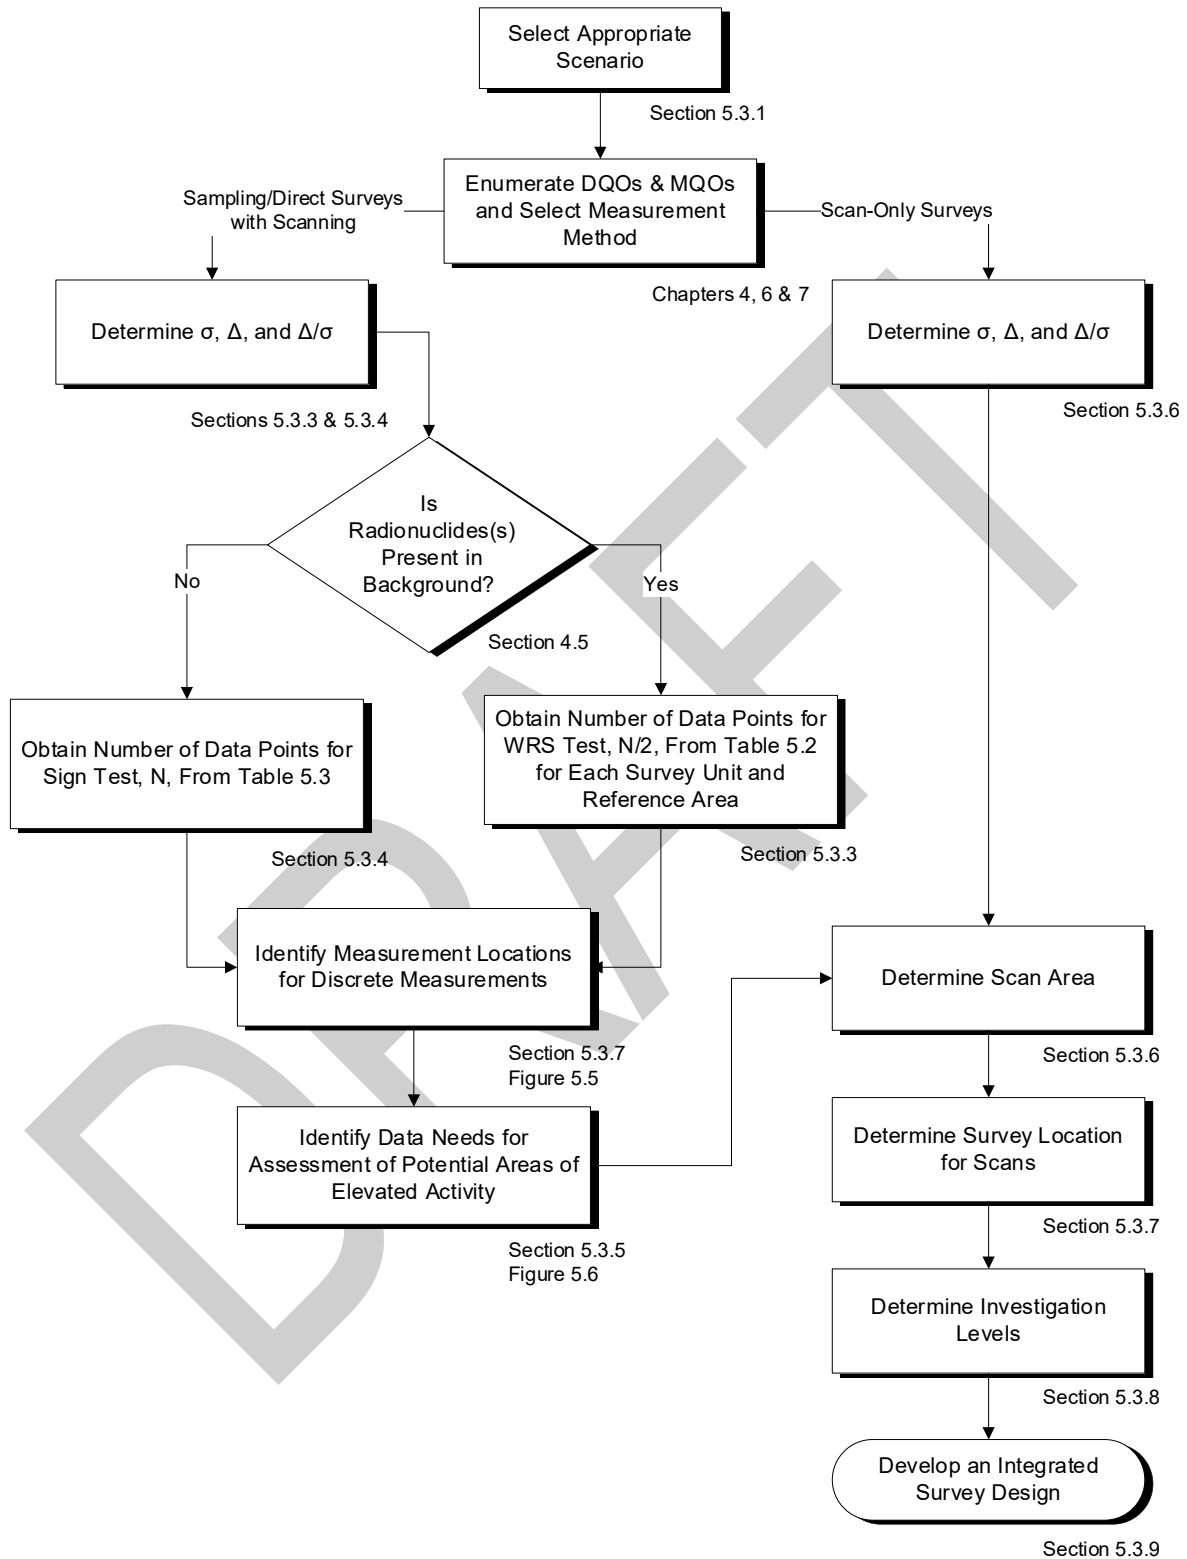 Select Appropriate
Scenario
Section 5.3.1
Enumerate DQOs & MQOs
and Select Measurement
Method
Chapters 4, 6 & 7
Sampling/Direct Surveys
with Scanning
Scan-Only Surveys
Determine σ, Δ, and Δ/σ
Sections 5.3.3 & 5.3.4
Determine σ, Δ, and Δ/σ
Section 5.3.6
Is
Radionuclides(s)
Present in
Background?
Section 4.5
No
Yes
Obtain Number of Data Points for
Sign Test, N, From Table 5.3
Section 5.3.4
Obtain Number of Data Points for
WRS Test, N/2, From Table 5.2
for Each Survey Unit and
Reference Area
Section 5.3.3
Identify Measurement Locations
for Discrete Measurements
Section 5.3.7
Figure 5.5
Identify Data Needs for
Assessment of Potential Areas of
Elevated Activity
Section 5.3.5
Figure 5.6
Determine Scan Area
Section 5.3.6
Determine Survey Location
for Scans
Section 5.3.7
Determine Investigation
Levels
Section 5.3.8
Develop an Integrated
Survey Design
Section 5.3.9
DRAFT